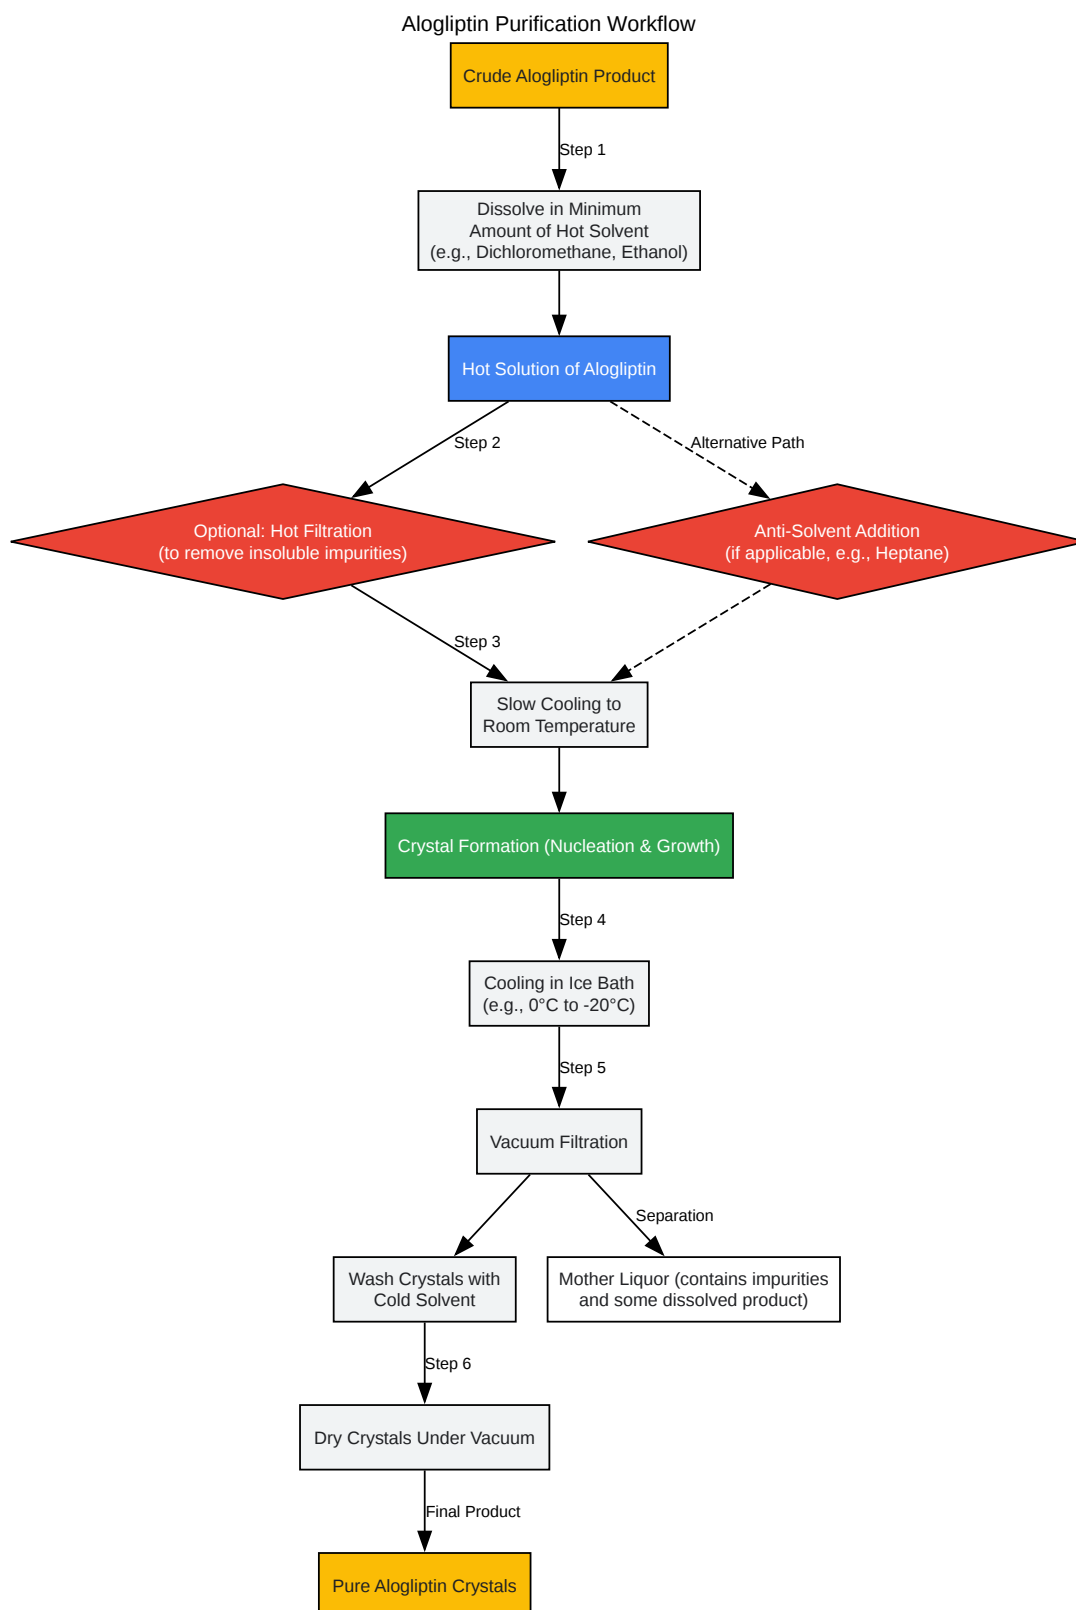 Alogliptin Purification Workflow
Crude Alogliptin Product
Step 1
Dissolve in Minimum
Amount of Hot Solvent
(e.g., Dichloromethane, Ethanol)
Hot Solution of Alogliptin
Step 2
Alternative Path
Optional: Hot Filtration
(to remove insoluble impurities)
Anti-Solvent Addition
(if applicable, e.g., Heptane)
Step 3
Slow Cooling to
Room Temperature
Crystal Formation (Nucleation & Growth)
Step 4
Cooling in Ice Bath
(e.g., 0°C to -20°C)
Step 5
Vacuum Filtration
Separation
Wash Crystals with
Cold Solvent
Mother Liquor (contains impurities
and some dissolved product)
Step 6
Dry Crystals Under Vacuum
Final Product
Pure Alogliptin Crystals